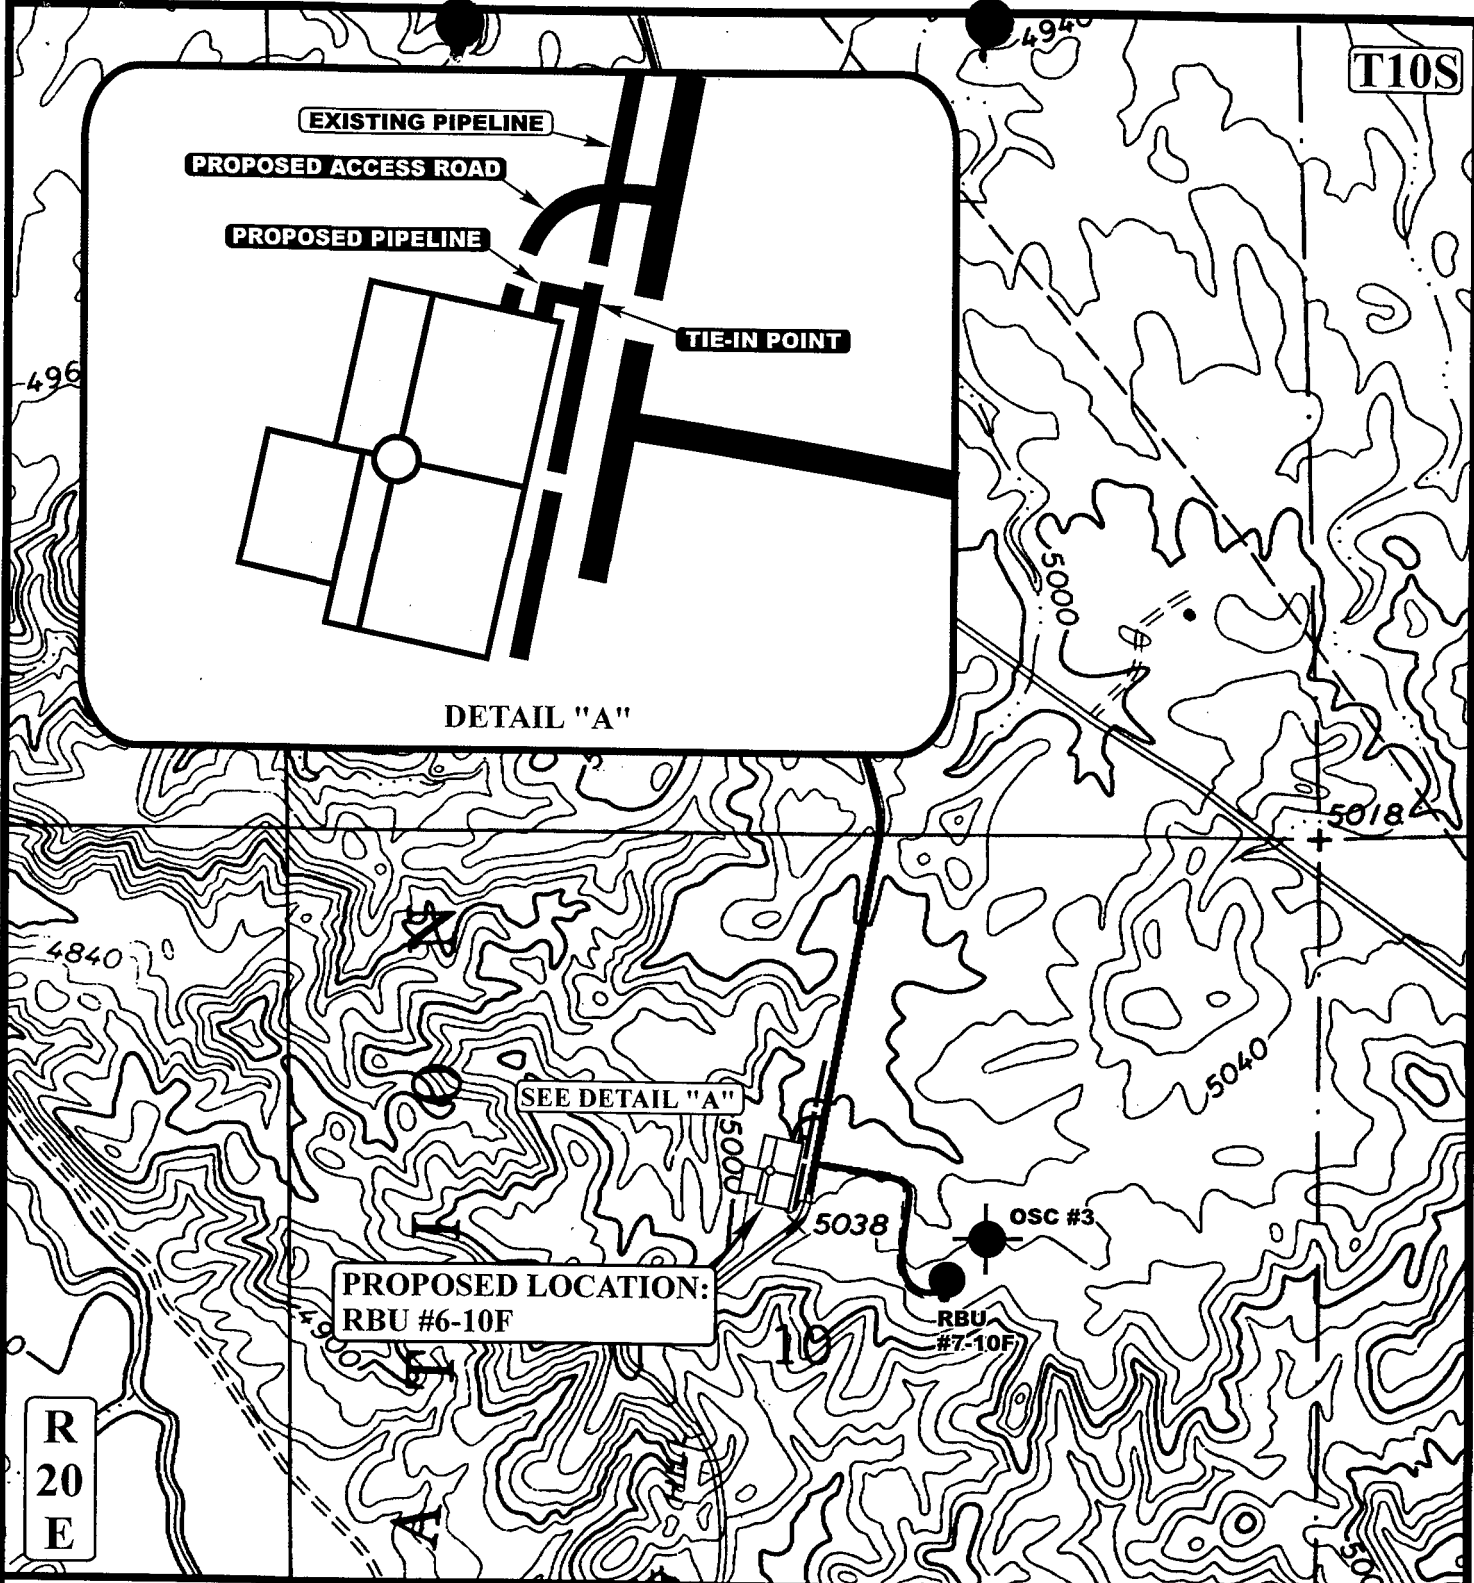 4940
T10S
EXISTING PIPELINE
PROPOSED ACCESS ROAD
PROPOSED PIPELINE
TIE-IN POINT
496
5000
DETAIL "A"
5018
4840
5040
SEE DETAIL "A"
5000
5038
OSC #3
PROPOSED LOCATION:
RBU #6-10F
RBU
#7-10F
10
4900
R
20
E
A